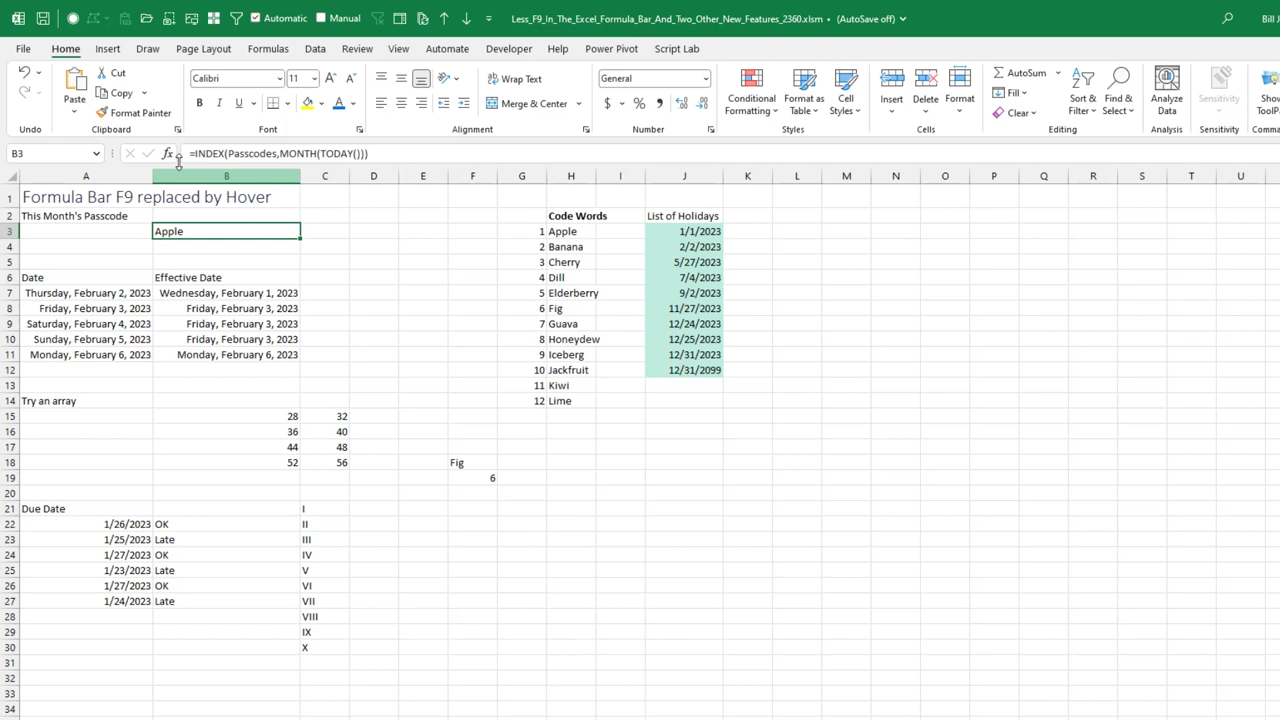 Automatic Manual Less_F9_In_The_Excel_Formula_Bar_And_Two_Other_New_Features_2360.xlsm (AutoSave off) Bill
File Home Insert Draw Page Layout Formulas Data Review View Automate Developer Help Power Pivot Script Lab
Undo
Paste Cut Copy Format Painter Clipboard
Calibri 11 A A B I U A Font
Wrap Text Merge & Center Alignment
General $ % Number
Conditional Formatting Format as Table Cell Styles Styles
Insert Delete Format Cells
AutoSum Fill Clear Sort & Filter Find & Select Editing
Analyze Data Analysis
Sensitivity Sensitivity
Show ToolPa
B3 fx =INDEX(Passcodes,MONTH(TODAY()))
A B C D E F G H I J K L M N O P Q R S T U
1 Formula Bar F9 replaced by Hover
2 This Month's Passcode Code Words List of Holidays
3 Apple 1 Apple 1/1/2023
4 2 Banana 2/2/2023
5 3 Cherry 5/27/2023
6 Date Effective Date 4 Dill 7/4/2023
7 Thursday, February 2, 2023 Wednesday, February 1, 2023 5 Elderberry 9/2/2023
8 Friday, February 3, 2023 Friday, February 3, 2023 6 Fig 11/27/2023
9 Saturday, February 4, 2023 Friday, February 3, 2023 7 Guava 12/24/2023
10 Sunday, February 5, 2023 Friday, February 3, 2023 8 Honeydew 12/25/2023
11 Monday, February 6, 2023 Monday, February 6, 2023 9 Iceberg 12/31/2023
12 10 Jackfruit 12/31/2099
13 11 Kiwi
14 Try an array 12 Lime
15 28 32
16 36 40
17 44 48
18 52 56 Fig
19 6
20
21 Due Date I
22 1/26/2023 OK II
23 1/25/2023 Late III
24 1/27/2023 OK IV
25 1/23/2023 Late V
26 1/27/2023 OK VI
27 1/24/2023 Late VII
28 VIII
29 IX
30 X
31
32
33
34